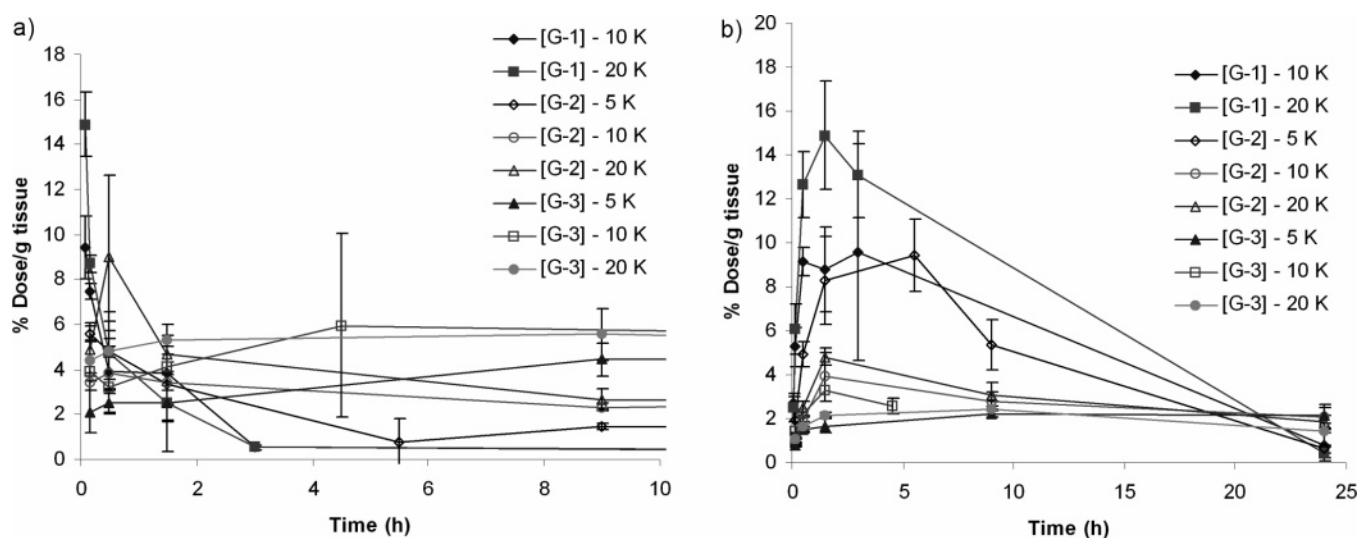 a)
% Dose/g tissue
18
16
14
12
10
8
6
4
2
0
0 2 4 6 8 10
Time (h)
[G-1] - 10 K
[G-1] - 20 K
[G-2] - 5 K
[G-2] - 10 K
[G-2] - 20 K
[G-3] - 5 K
[G-3] - 10 K
[G-3] - 20 K
b)
% Dose/g tissue
20
18
16
14
12
10
8
6
4
2
0
0 5 10 15 20 25
Time (h)
[G-1] - 10 K
[G-1] - 20 K
[G-2] - 5 K
[G-2] - 10 K
[G-2] - 20 K
[G-3] - 5 K
[G-3] - 10 K
[G-3] - 20 K